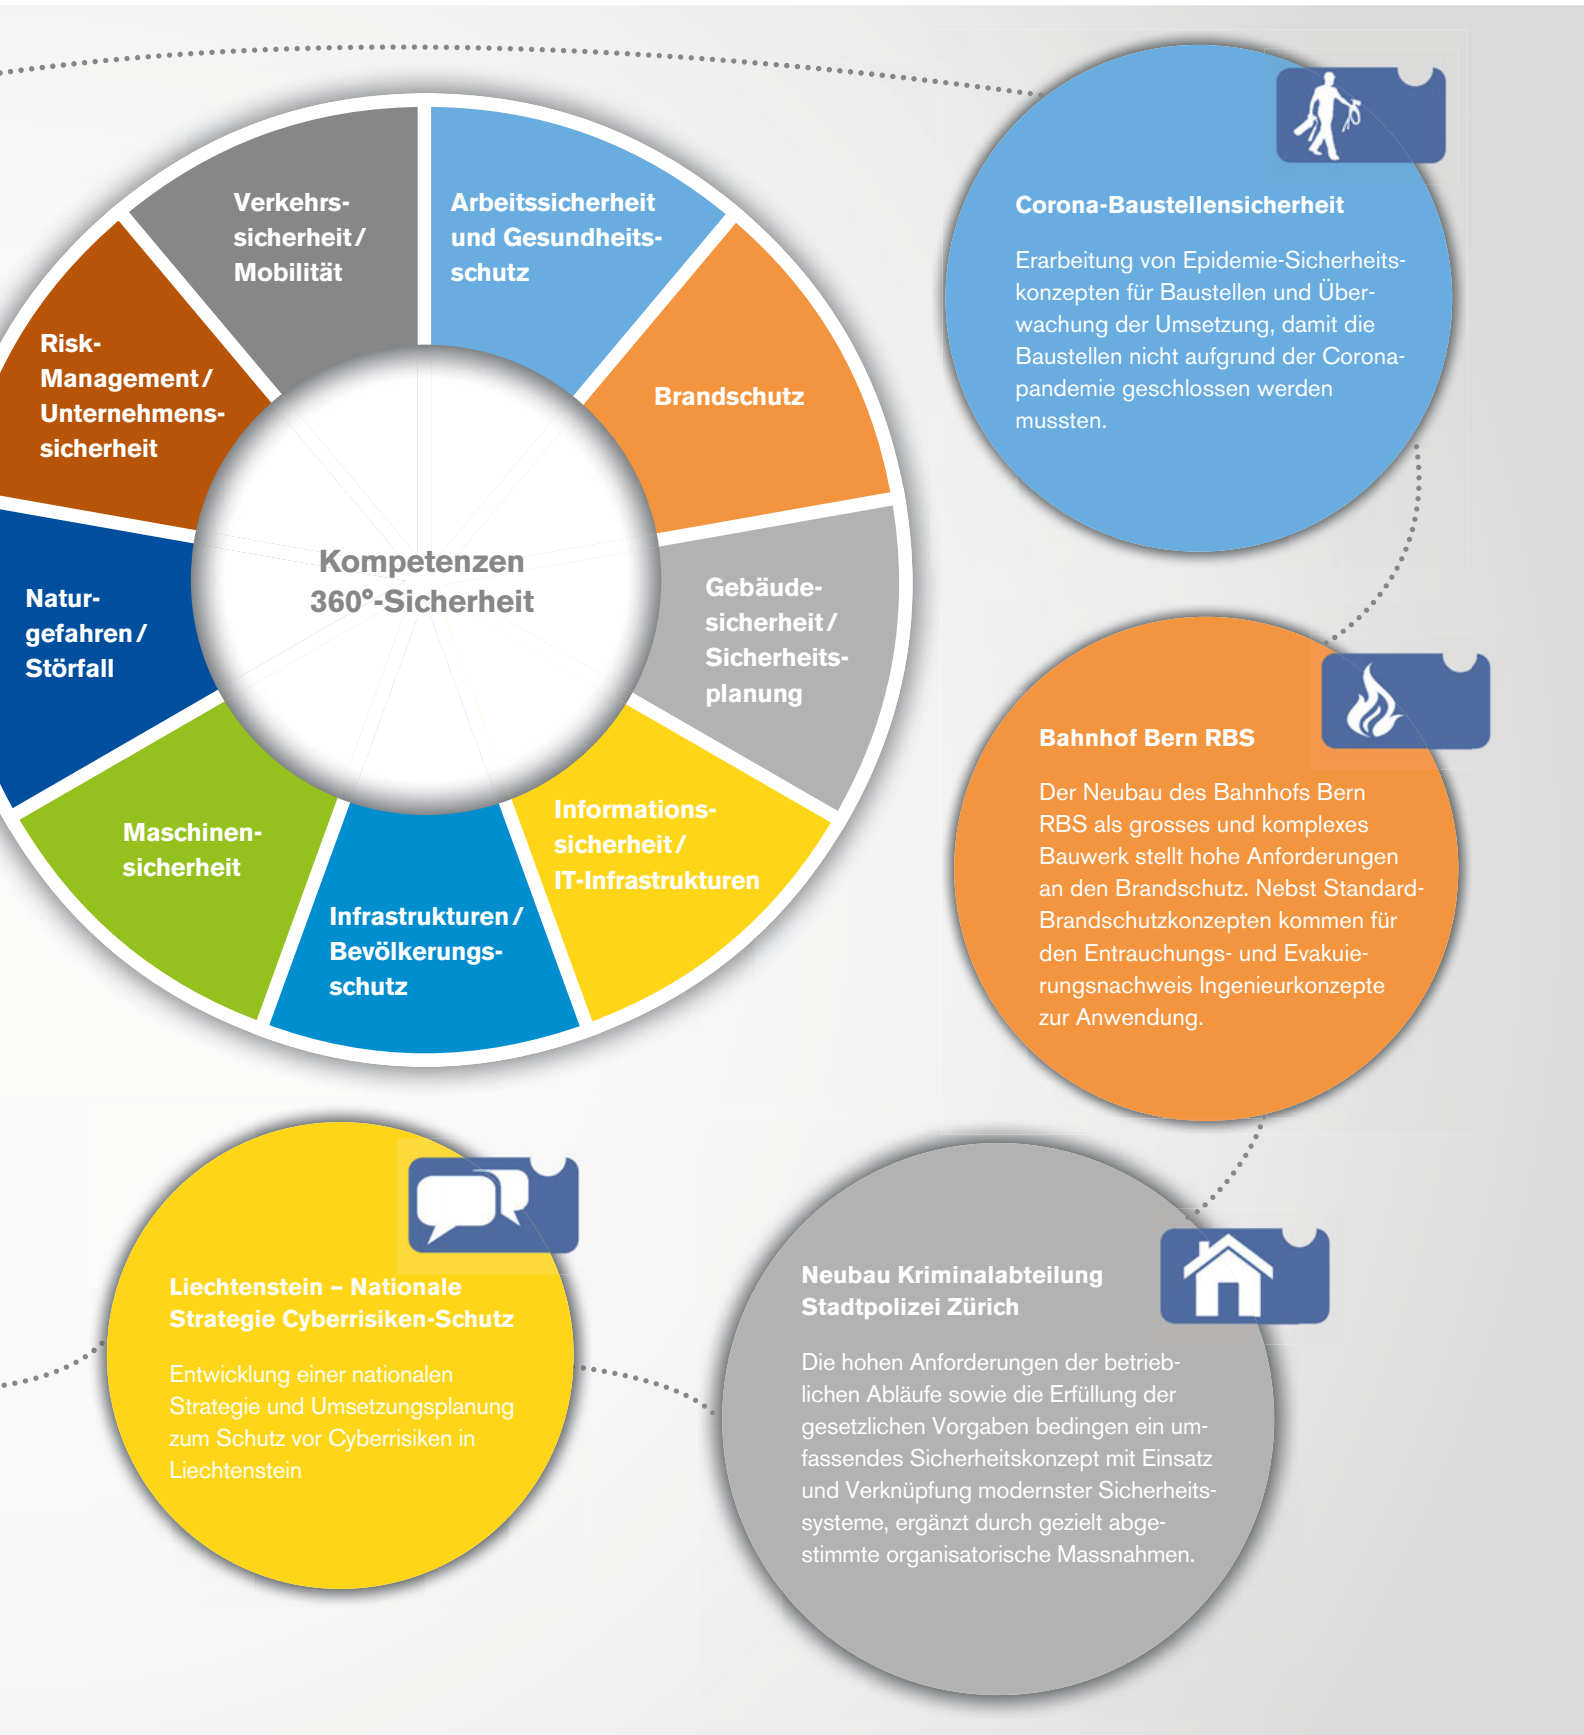 Verkehrs-
sicherheit/
Mobilität
Arbeitssicherheit
und Gesundheits-
schutz
Risk-
Management/
Unternehmens-
sicherheit
Brandschutz
Kompetenzen
360°-Sicherheit
Natur-
gefahren/
Störfall
Gebäude-
sicherheit/
Sicherheits-
planung
Maschinen-
sicherheit
Informations-
sicherheit/
IT-Infrastrukturen
Infrastrukturen/
Bevölkerungs-
schutz
Corona-Baustellensicherheit
Erarbeitung von Epidemie-Sicherheits-
konzepten für Baustellen und Über-
wachung der Umsetzung, damit die
Baustellen nicht aufgrund der Corona-
pandemie geschlossen werden
mussten.
Bahnhof Bern RBS
Der Neubau des Bahnhofs Bern
RBS als grosses und komplexes
Bauwerk stellt hohe Anforderungen
an den Brandschutz. Nebst Standard-
Brandschutzkonzepten kommen für
den Entrauchungs- und Evakuie-
rungsnachweis Ingenieurkonzepte
zur Anwendung.
Liechtenstein – Nationale
Strategie Cyberrisiken-Schutz
Entwicklung einer nationalen
Strategie und Umsetzungsplanung
zum Schutz vor Cyberrisiken in
Liechtenstein
Neubau Kriminalabteilung
Stadtpolizei Zürich
Die hohen Anforderungen der betrieb-
lichen Abläufe sowie die Erfüllung der
gesetzlichen Vorgaben bedingen ein um-
fassendes Sicherheitskonzept mit Einsatz
und Verknüpfung modernster Sicherheits-
systeme, ergänzt durch gezielt abge-
stimmte organisatorische Massnahmen.